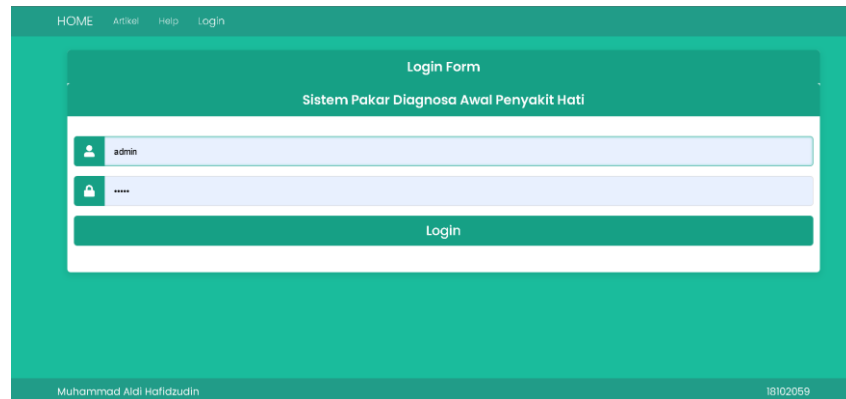 HOME Artikel Help Login
Login Form
Sistem Pakar Diagnosa Awal Penyakit Hati
admin
•••••
Login
Muhammad Aldi Hafidzudin 18102059